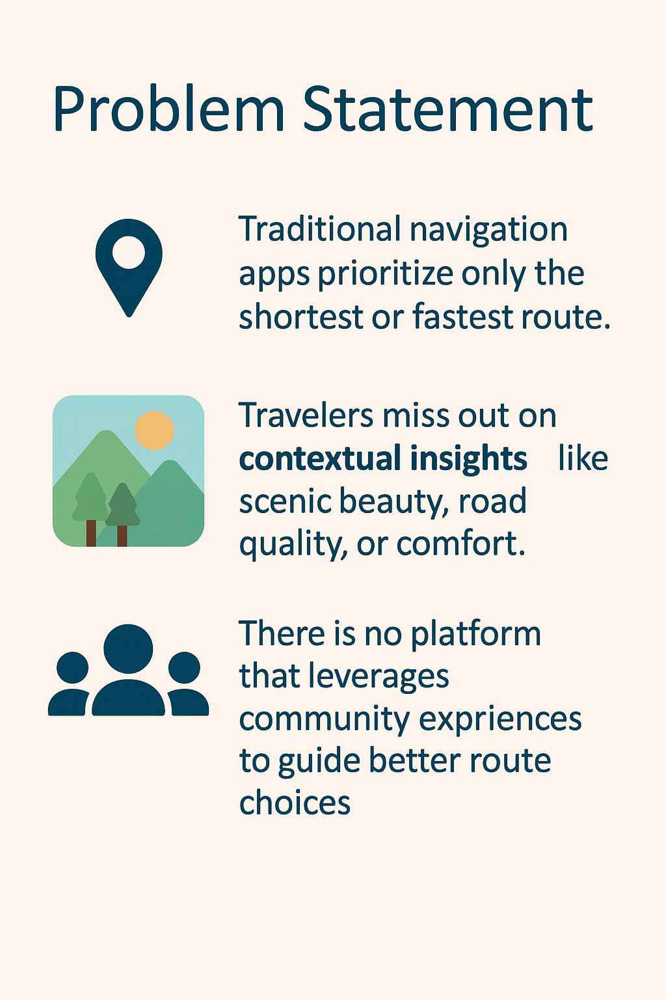 Problem Statement
Traditional navigation
apps prioritize only the
shortest or fastest route.
Travelers miss out on
contextual insights like
scenic beauty, road
quality, or comfort.
There is no platform
that leverages
community expriences
to guide better route
choices